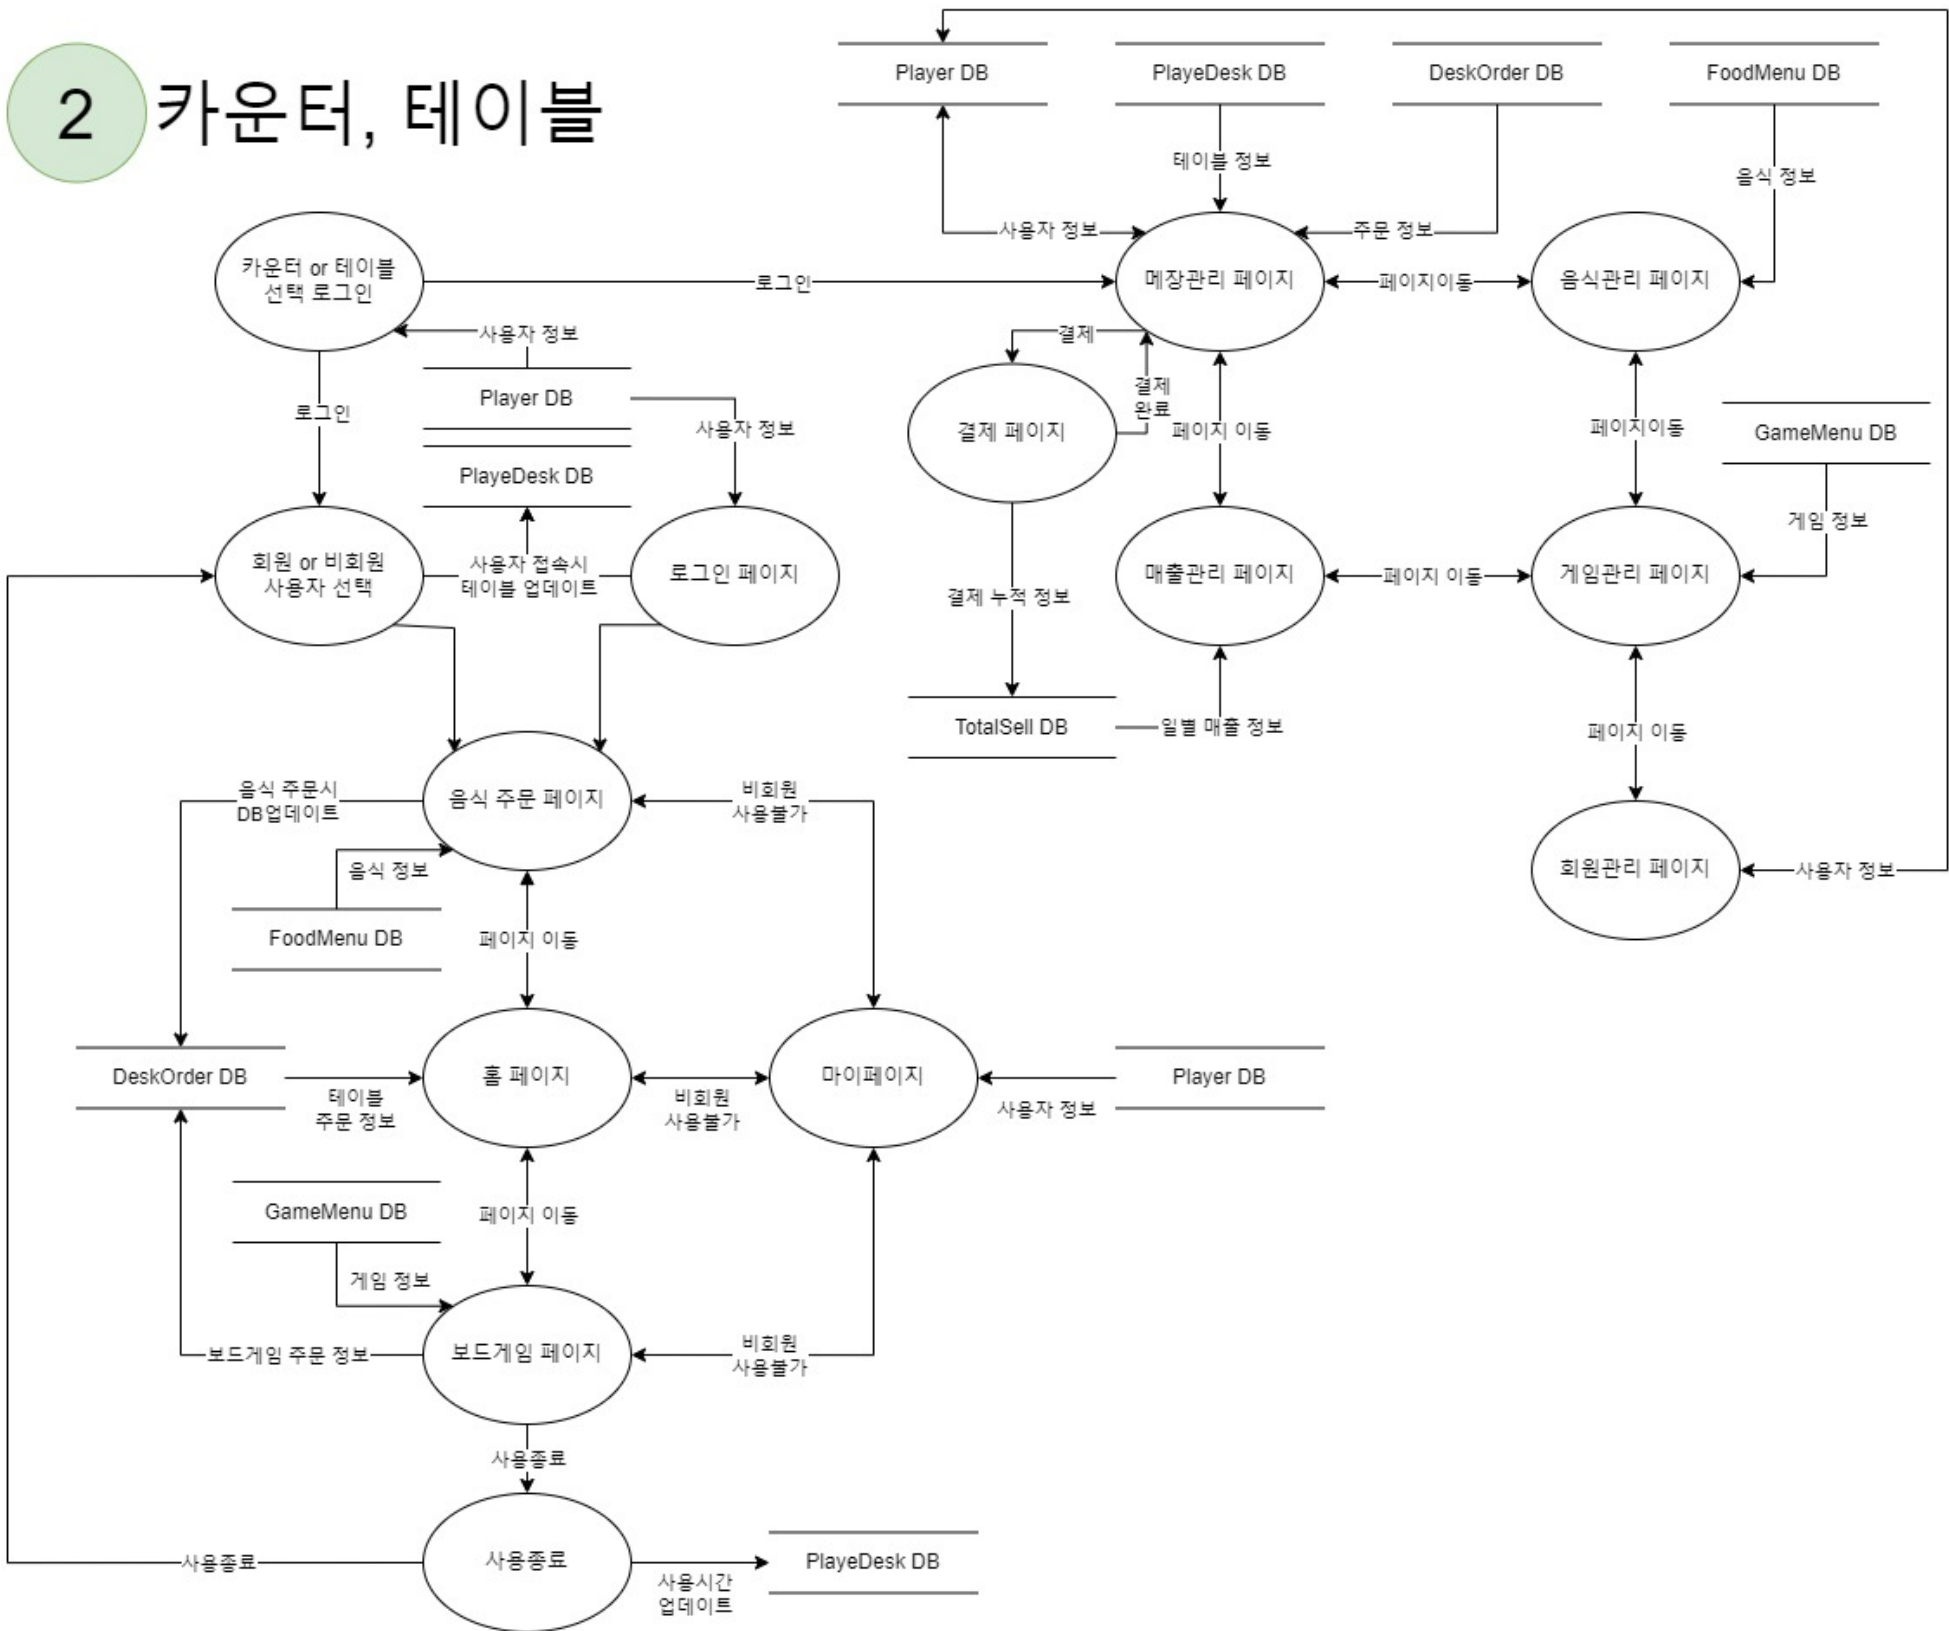 2
카운터, 테이블
Player DB
PlayeDesk DB
DeskOrder DB
FoodMenu DB
테이블 정보
음식 정보
사용자 정보
주문 정보
카운터 or 테이블
선택 로그인
로그인
메장관리 페이지
페이지이동
음식관리 페이지
사용자 정보
결제
Player DB
결제
완료
로그인
사용자 정보
결제 페이지
페이지 이동
페이지이동
GameMenu DB
PlayeDesk DB
게임 정보
회원 or 비회원
사용자 선택
사용자 접속시
테이블 업데이트
로그인 페이지
매출관리 페이지
페이지 이동
게임관리 페이지
결제 누적 정보
TotalSell DB
일별 매출 정보
페이지 이동
음식 주문시
DB업데이트
음식 주문 페이지
비회원
사용불가
음식 정보
회원관리 페이지
사용자 정보
FoodMenu DB
페이지 이동
DeskOrder DB
테이블
주문 정보
홈 페이지
비회원
사용불가
마이페이지
사용자 정보
Player DB
GameMenu DB
페이지 이동
게임 정보
보드게임 주문 정보
보드게임 페이지
비회원
사용불가
사용종료
사용종료
사용종료
사용시간
업데이트
PlayeDesk DB